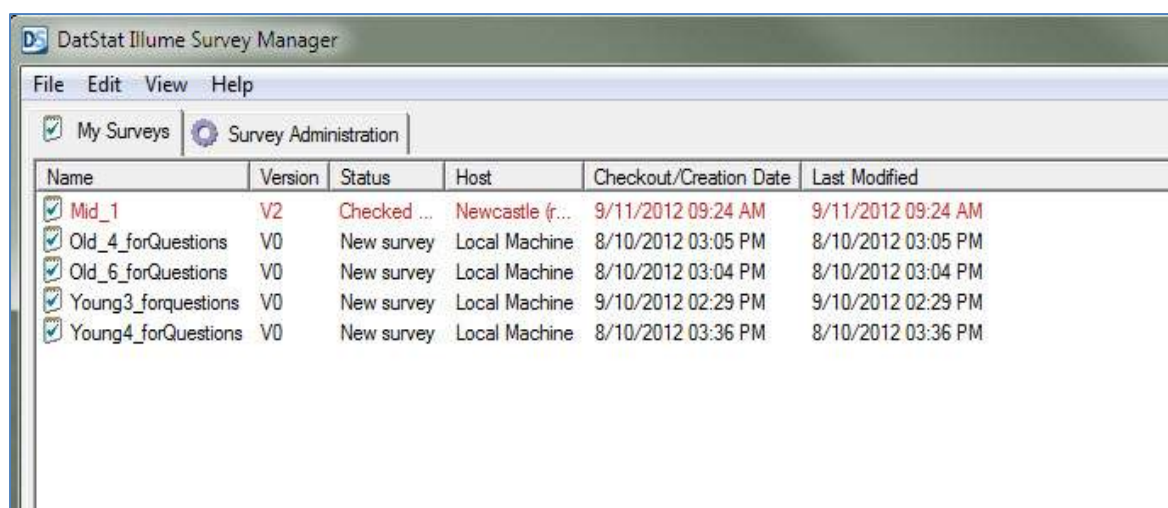 DS DatStat Illume Survey Manager
File Edit View Help
My Surveys Survey Administration
Name Version Status Host Checkout/Creation Date Last Modified
Mid_1 V2 Checked ... Newcastle (r... 9/11/2012 09:24 AM 9/11/2012 09:24 AM
Old_4_forQuestions V0 New survey Local Machine 8/10/2012 03:05 PM 8/10/2012 03:05 PM
Old_6_forQuestions V0 New survey Local Machine 8/10/2012 03:04 PM 8/10/2012 03:04 PM
Young3_forquestions V0 New survey Local Machine 9/10/2012 02:29 PM 9/10/2012 02:29 PM
Young4_forQuestions V0 New survey Local Machine 8/10/2012 03:36 PM 8/10/2012 03:36 PM